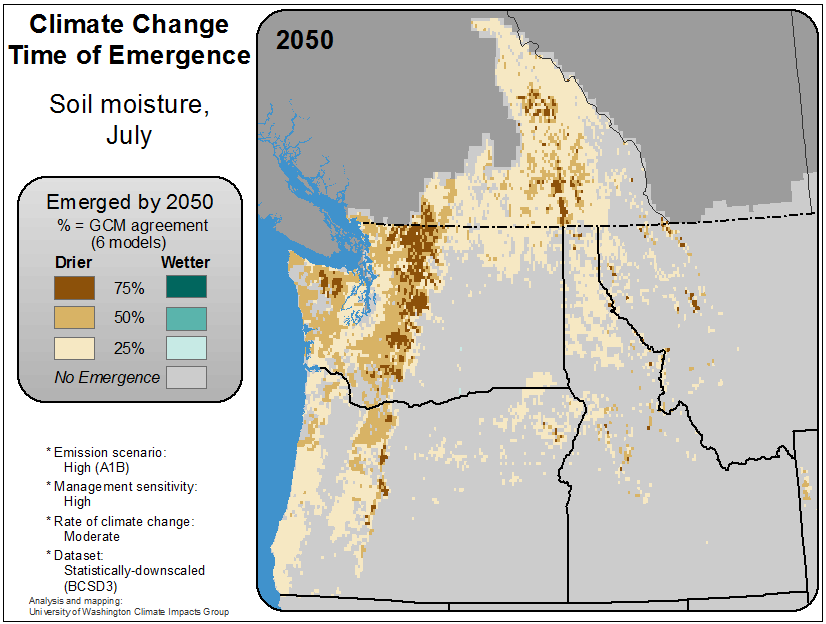 Climate Change
Time of Emergence
Soil moisture,
July
Emerged by 2050
% = GCM agreement
(6 models)
Drier Wetter
75%
50%
25%
No Emergence
* Emission scenario:
High (A1B)
* Management sensitivity:
High
* Rate of climate change:
Moderate
* Dataset:
Statistically-downscaled
(BCSD3)
Analysis and mapping:
University of Washington Climate Impacts Group
2050